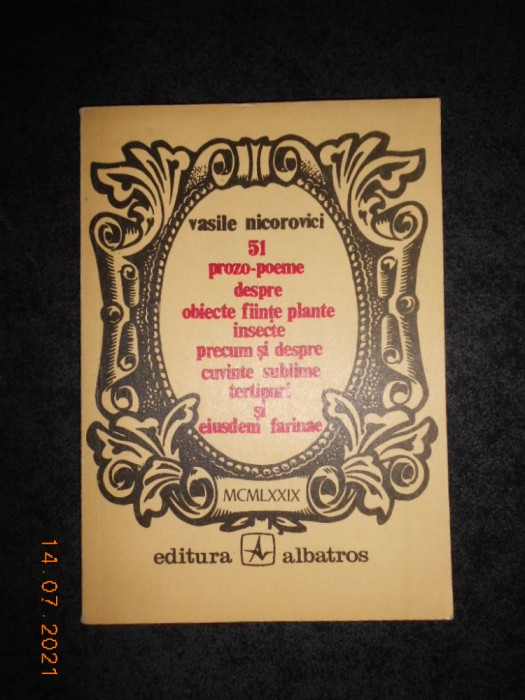 vasile nicorovici
51
prozo-poeme
despre
obiecte ființe plante
insecte
precum și despre
cuvinte sublime
tertipuri
și
eiusdem farinae
MCMLXXIX
editura albatros
14.07.2021